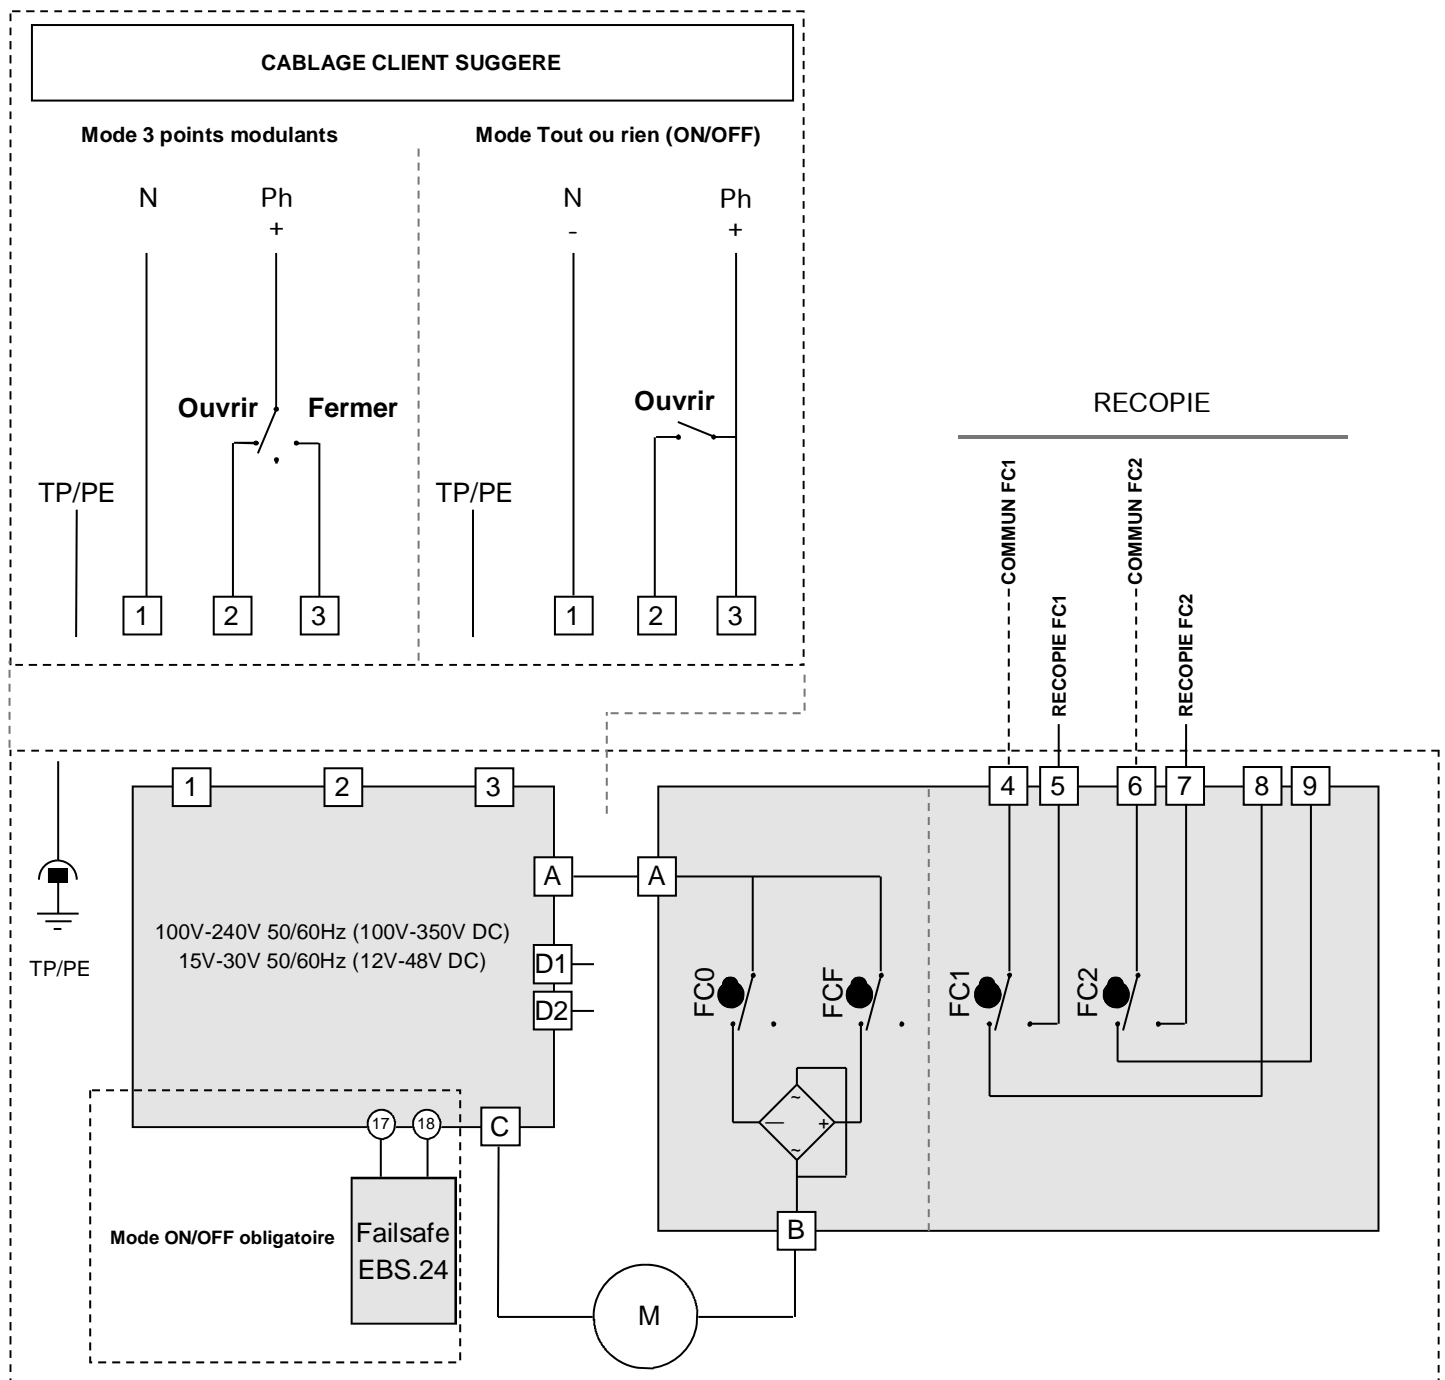 CABLAGE CLIENT SUGGERE
Mode 3 points modulants
Mode Tout ou rien (ON/OFF)
N
Ph
+
N
-
Ph
+
Ouvrir
Fermer
Ouvrir
TP/PE
TP/PE
1
2
3
1
2
3
RECOPIE
COMMUN FC1
RECOPIE FC1
COMMUN FC2
RECOPIE FC2
1
2
3
4
5
6
7
8
9
A
A
100V-240V 50/60Hz (100V-350V DC)
15V-30V 50/60Hz (12V-48V DC)
D1
D2
TP/PE
FC0
FCF
FC1
FC2
~
—
+
~
17
18
C
B
Mode ON/OFF obligatoire
Failsafe
EBS.24
M